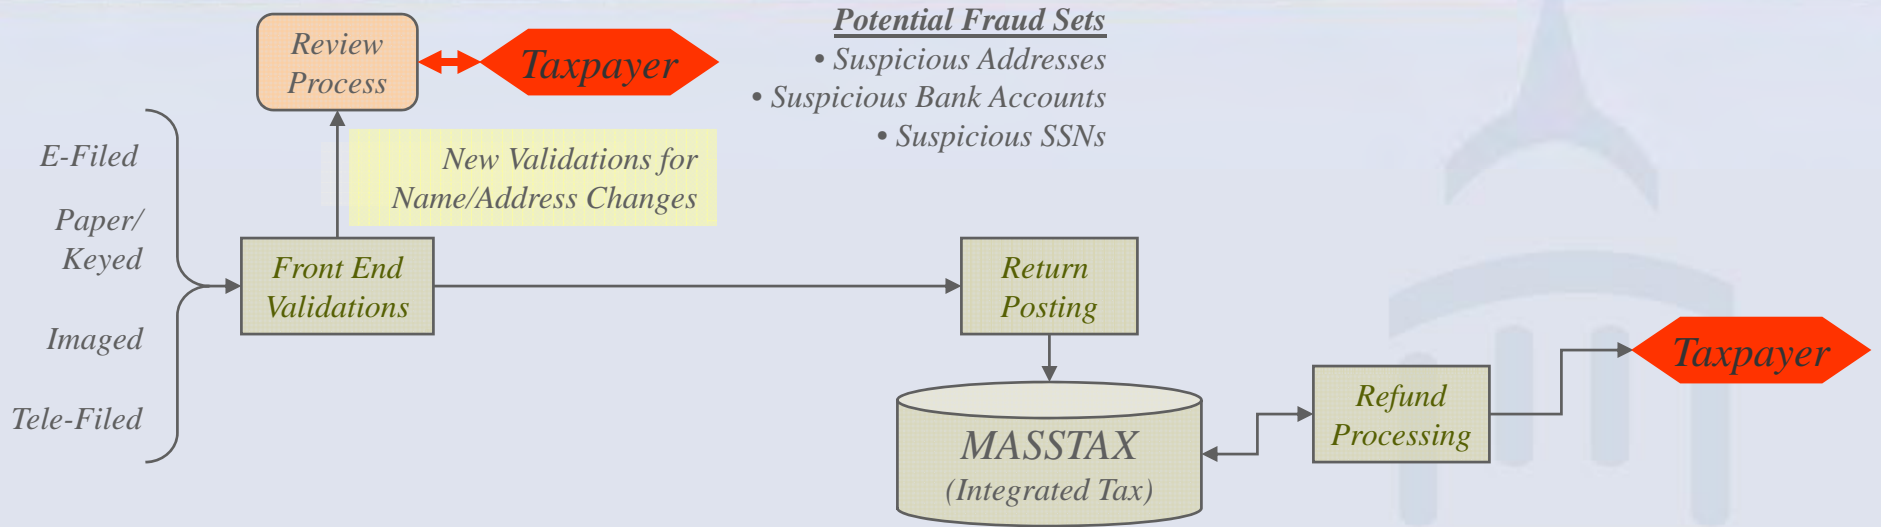 Review
Process
Taxpayer
Potential Fraud Sets
• Suspicious Addresses
• Suspicious Bank Accounts
• Suspicious SSNs
New Validations for
Name/Address Changes
E-Filed
Paper/
Keyed
Imaged
Tele-Filed
Front End
Validations
Return
Posting
MASSTAX
(Integrated Tax)
Refund
Processing
Taxpayer